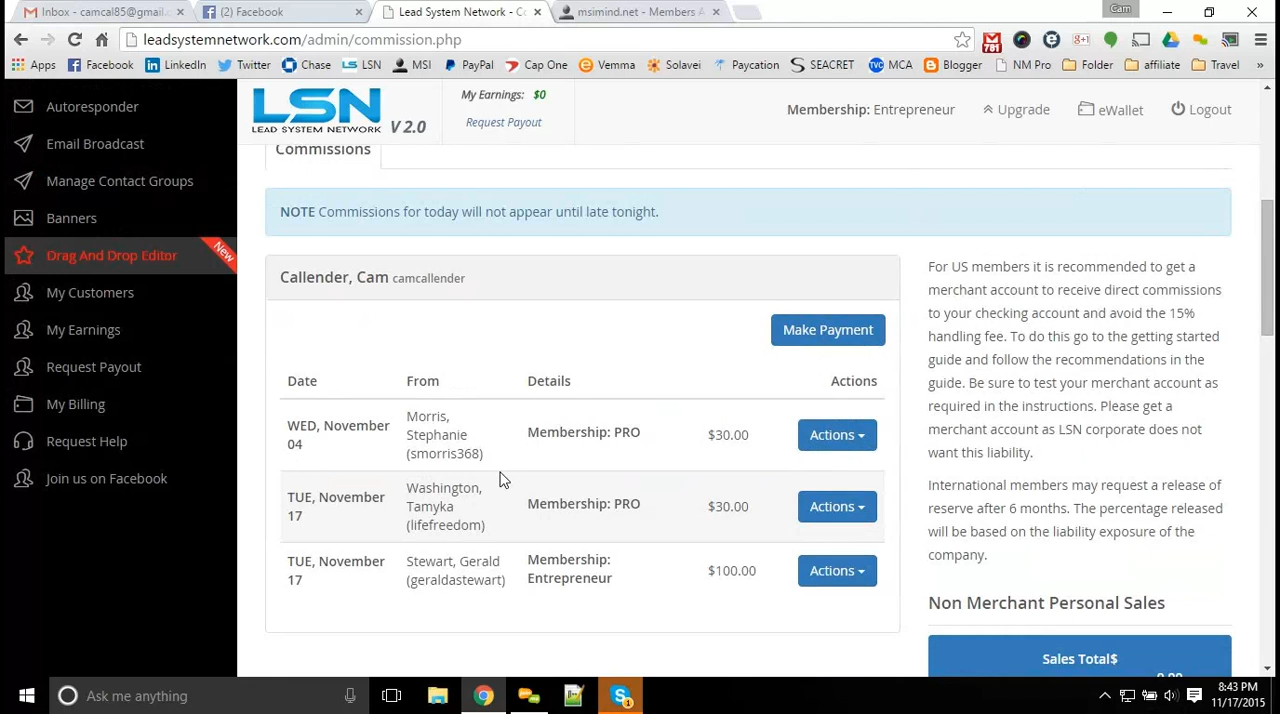 Inbox - camcal85@gmail.
(2) Facebook
Lead System Network - Co
msimind.net - Members A
Cam
leadsystemnetwork.com/admin/commission.php
781
Apps Facebook LinkedIn Twitter Chase LSN MSI PayPal Cap One Vemma Solavei Paycation SEACRET MCA Blogger NM Pro Folder affiliate Travel »
LSN
LEAD SYSTEM NETWORK
V 2.0
My Earnings: $0
Request Payout
Membership: Entrepreneur
Upgrade
eWallet
Logout
Autoresponder
Email Broadcast
Manage Contact Groups
Banners
Drag And Drop Editor
New
My Customers
My Earnings
Request Payout
My Billing
Request Help
Join us on Facebook
Commissions
NOTE Commissions for today will not appear until late tonight.
Callender, Cam camcallender
Make Payment
Date From Details Actions
WED, November
04
Morris,
Stephanie
(smorris368)
Membership: PRO
$30.00
Actions
TUE, November
17
Washington,
Tamyka
(lifefreedom)
Membership: PRO
$30.00
Actions
TUE, November
17
Stewart, Gerald
(geraldastewart)
Membership:
Entrepreneur
$100.00
Actions
For US members it is recommended to get a
merchant account to receive direct commissions
to your checking account and avoid the 15%
handling fee. To do this go to the getting started
guide and follow the recommendations in the
guide. Be sure to test your merchant account as
required in the instructions. Please get a
merchant account as LSN corporate does not
want this liability.
International members may request a release of
reserve after 6 months. The percentage released
will be based on the liability exposure of the
company.
Non Merchant Personal Sales
Sales Total$
Ask me anything
8:43 PM
11/17/2015